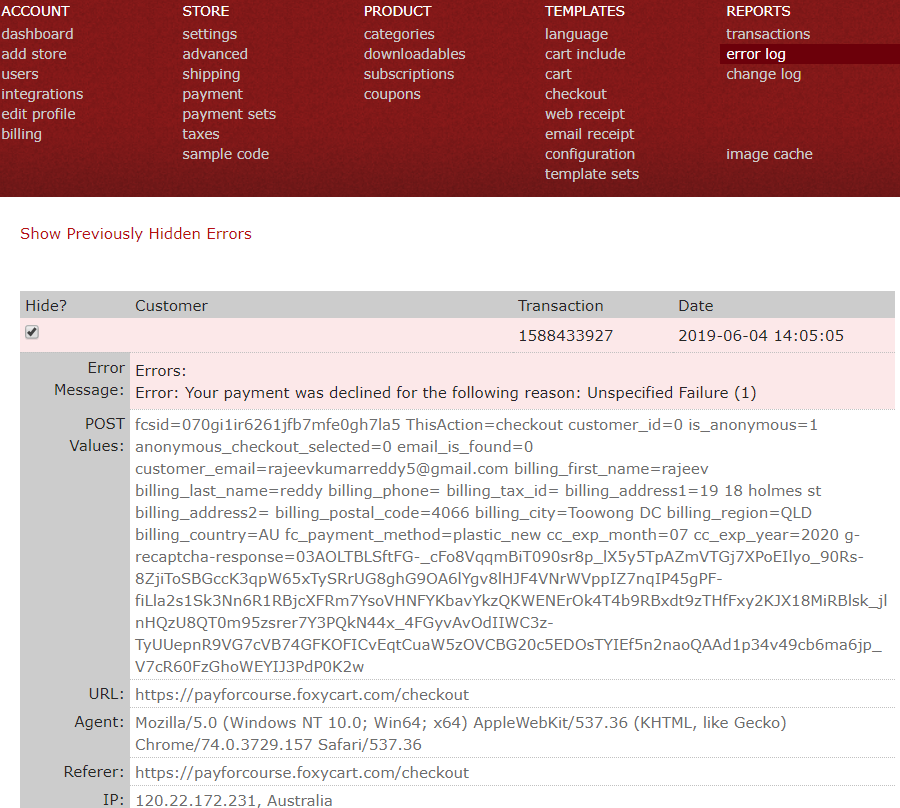 ACCOUNT STORE PRODUCT TEMPLATES REPORTS
dashboard settings categories language transactions
add store advanced downloadables cart include error log
users shipping subscriptions cart change log
integrations payment coupons checkout
edit profile payment sets web receipt
billing taxes email receipt
sample code configuration image cache
template sets
Show Previously Hidden Errors
Hide? Customer Transaction Date
1588433927 2019-06-04 14:05:05
Error Errors:
Message: Error: Your payment was declined for the following reason: Unspecified Failure (1)
POST fcsid=070gi1ir6261jfb7mfe0gh7la5 ThisAction=checkout customer_id=0 is_anonymous=1
Values: anonymous_checkout_selected=0 email_is_found=0
customer_email=rajeevkumarreddy5@gmail.com billing_first_name=rajeev
billing_last_name=reddy billing_phone= billing_tax_id= billing_address1=19 18 holmes st
billing_address2= billing_postal_code=4066 billing_city=Toowong DC billing_region=QLD
billing_country=AU fc_payment_method=plastic_new cc_exp_month=07 cc_exp_year=2020 g-
recaptcha-response=03AOLTBLSftFG-_cFo8VqqmBiT090sr8p_lX5y5TpAZmVTGj7XPoEIlyo_90Rs-
8ZjiToSBGccK3qpW65xTySRrUG8ghG9OA6lYgv8lHJF4VNrWVppIZ7nqIP45gPF-
fiLla2s1Sk3Nn6R1RBjcXFRm7YsoVHNFYKbavYkzQKWENErOk4T4b9RBxdt9zTHfFxy2KJX18MiRBlsk_jl
nHQzU8QT0m95zsrer7Y3PQkN44x_4FGyvAvOdIIWC3z-
TyUUepnR9VG7cVB74GFKOFICvEqtCuaW5zOVCBG20c5EDOsTYIEf5n2naoQAAd1p34v49cb6ma6jp_
V7cR60FzGhoWEYIJ3PdP0K2w
URL: https://payforcourse.foxycart.com/checkout
Agent: Mozilla/5.0 (Windows NT 10.0; Win64; x64) AppleWebKit/537.36 (KHTML, like Gecko)
Chrome/74.0.3729.157 Safari/537.36
Referer: https://payforcourse.foxycart.com/checkout
IP: 120.22.172.231, Australia